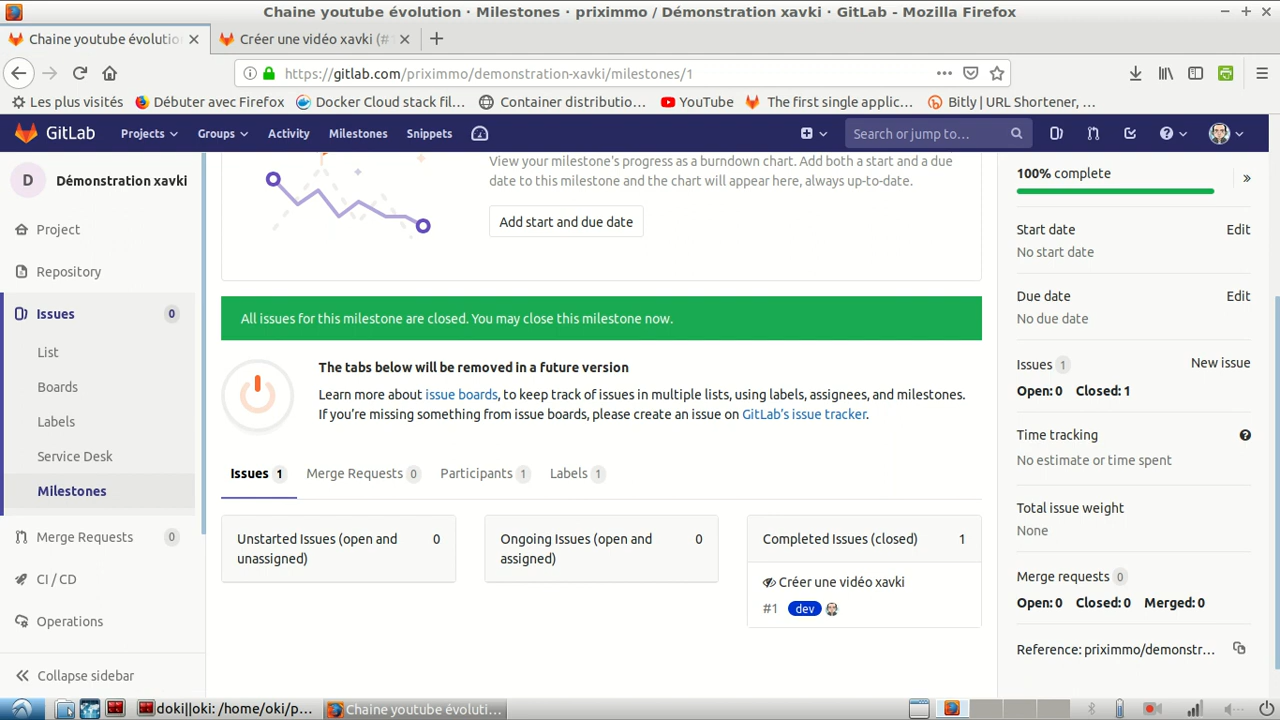 Chaine youtube évolution · Milestones · priximmo / Démonstration xavki · GitLab - Mozilla Firefox
Chaine youtube évolutio
Créer une vidéo xavki (#
https://gitlab.com/priximmo/demonstration-xavki/milestones/1
Les plus visités
Débuter avec Firefox
Docker Cloud stack fil…
Container distributio…
YouTube
The first single applic…
Bitly | URL Shortener, …
GitLab
Projects
Groups
Activity
Milestones
Snippets
Search or jump to…
D
Démonstration xavki
Project
Repository
Issues 0
List
Boards
Labels
Service Desk
Milestones
Merge Requests 0
CI / CD
Operations
Collapse sidebar
View your milestone's progress as a burndown chart. Add both a start and a due
date to this milestone and the chart will appear here, always up-to-date.
Add start and due date
All issues for this milestone are closed. You may close this milestone now.
The tabs below will be removed in a future version
Learn more about issue boards, to keep track of issues in multiple lists, using labels, assignees, and milestones.
If you're missing something from issue boards, please create an issue on GitLab's issue tracker.
Issues 1
Merge Requests 0
Participants 1
Labels 1
Unstarted Issues (open and 0
unassigned)
Ongoing Issues (open and 0
assigned)
Completed Issues (closed) 1
Créer une vidéo xavki
#1 dev
100% complete
Start date Edit
No start date
Due date Edit
No due date
Issues 1 New issue
Open: 0 Closed: 1
Time tracking
No estimate or time spent
Total issue weight
None
Merge requests 0
Open: 0 Closed: 0 Merged: 0
Reference: priximmo/demonstr…
doki||oki: /home/oki/p…
Chaine youtube évoluti…